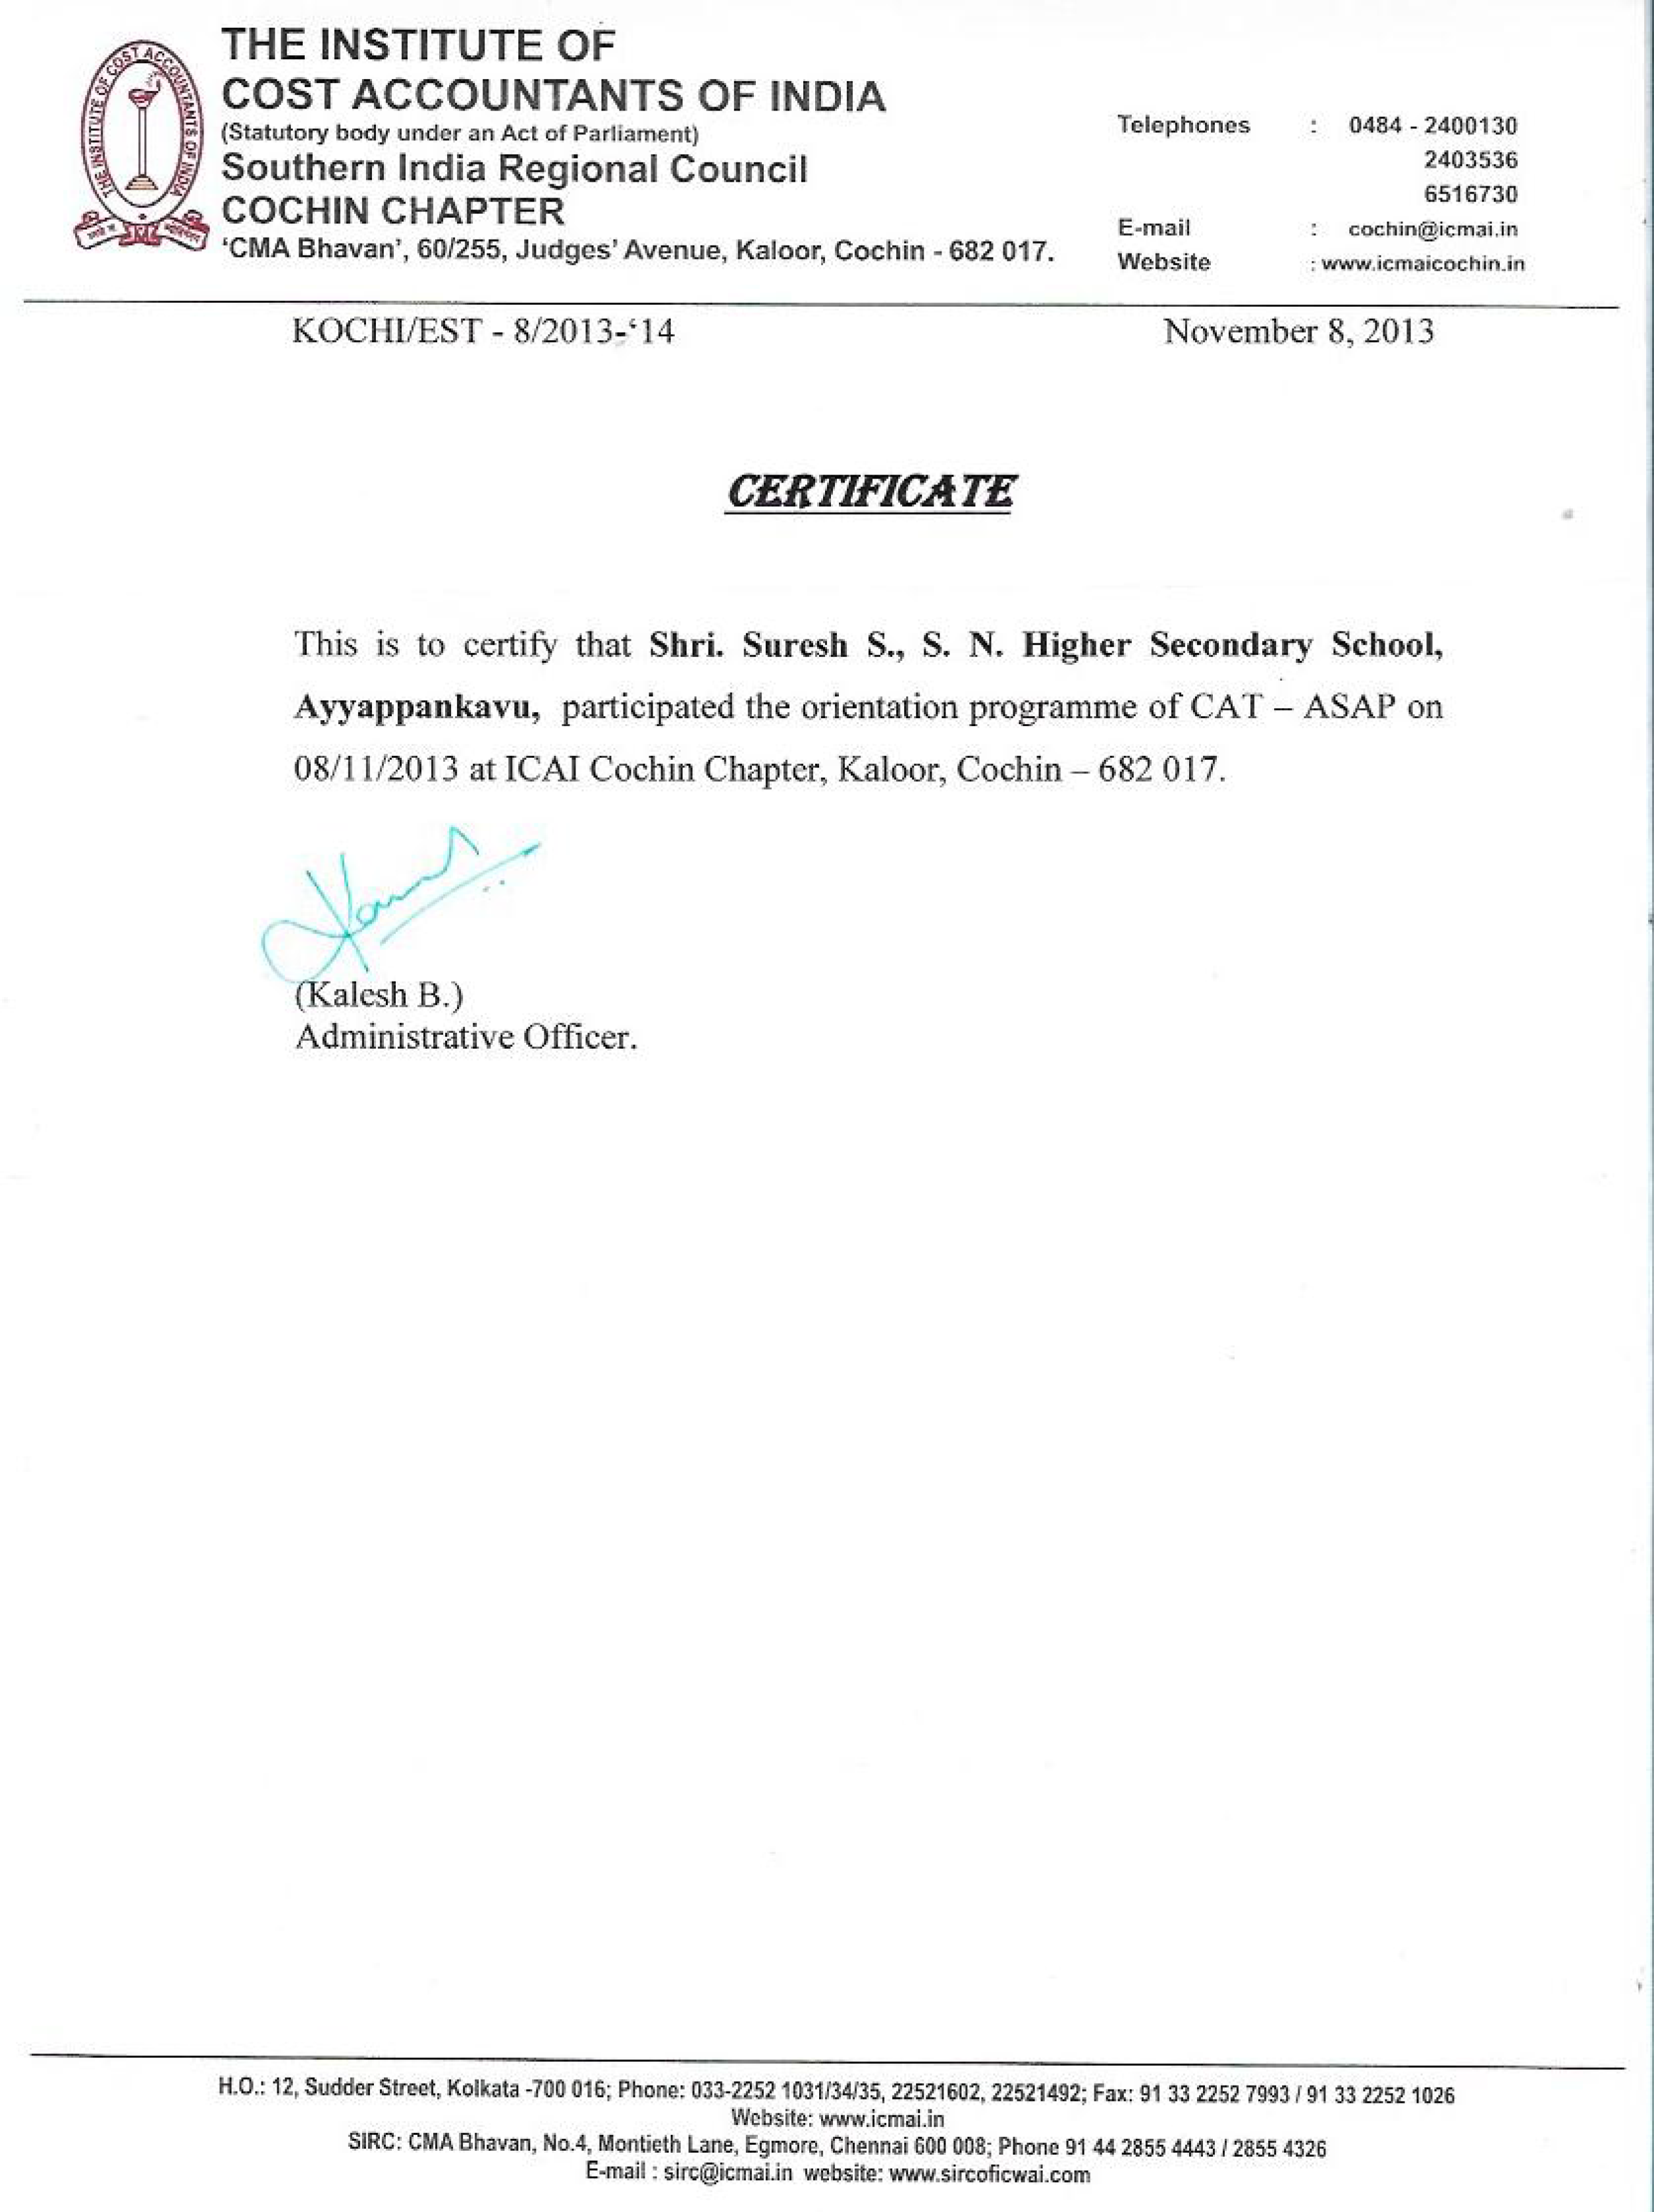 THE INSTITUTE OF COST ACCOUNTANTS OF INDIA
THE INSTITUTE OF
COST ACCOUNTANTS OF INDIA
(Statutory body under an Act of Parliament)
Southern India Regional Council
COCHIN CHAPTER
‘CMA Bhavan’, 60/255, Judges’ Avenue, Kaloor, Cochin - 682 017.
Telephones : 0484 - 2400130
2403536
6516730
E-mail : cochin@icmai.in
Website : www.icmaicochin.in
KOCHI/EST - 8/2013-‘14 November 8, 2013
CERTIFICATE
This is to certify that Shri. Suresh S., S. N. Higher Secondary School,
Ayyappankavu, participated the orientation programme of CAT – ASAP on
08/11/2013 at ICAI Cochin Chapter, Kaloor, Cochin – 682 017.
(Kalesh B.)
Administrative Officer.
H.O.: 12, Sudder Street, Kolkata -700 016; Phone: 033-2252 1031/34/35, 22521602, 22521492; Fax: 91 33 2252 7993 / 91 33 2252 1026
Website: www.icmai.in
SIRC: CMA Bhavan, No.4, Montieth Lane, Egmore, Chennai 600 008; Phone 91 44 2855 4443 / 2855 4326
E-mail : sirc@icmai.in website: www.sircoficwai.com